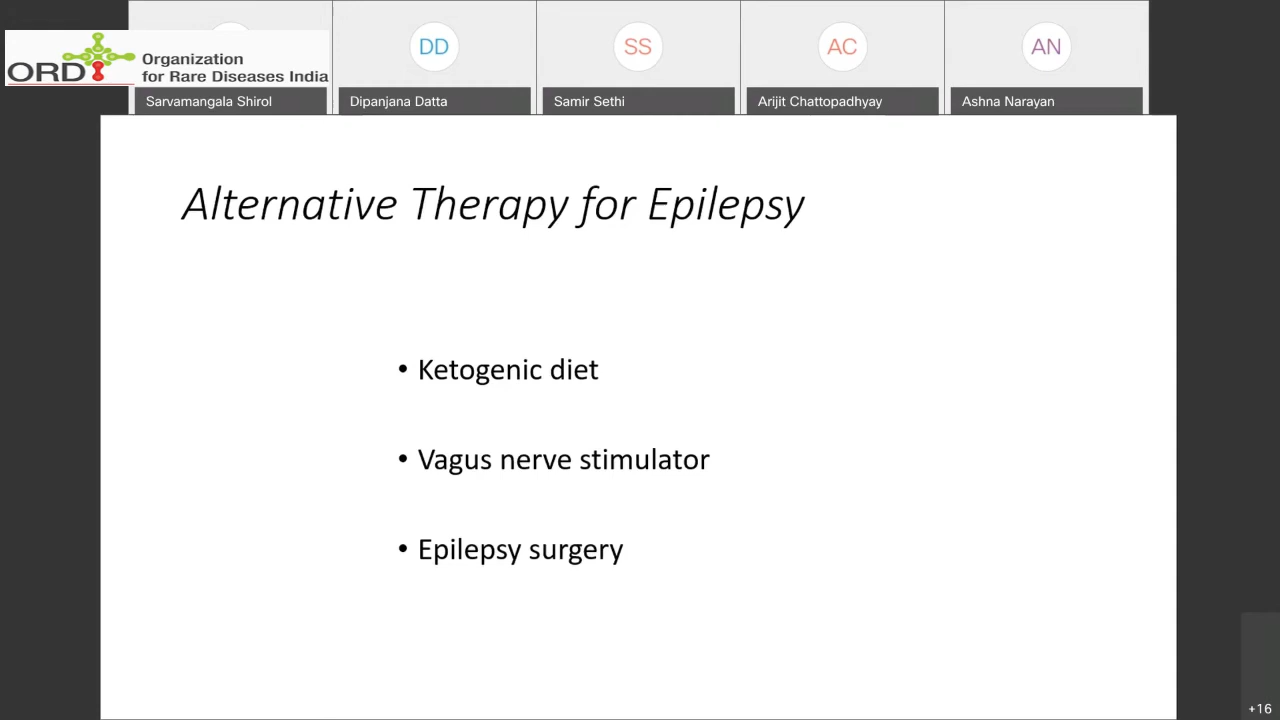 DD
SS
AC
AN
ORDI
Organization
for Rare Diseases India
Sarvamangala Shirol
Dipanjana Datta
Samir Sethi
Arijit Chattopadhyay
Ashna Narayan
Alternative Therapy for Epilepsy
• Ketogenic diet
• Vagus nerve stimulator
• Epilepsy surgery
+16